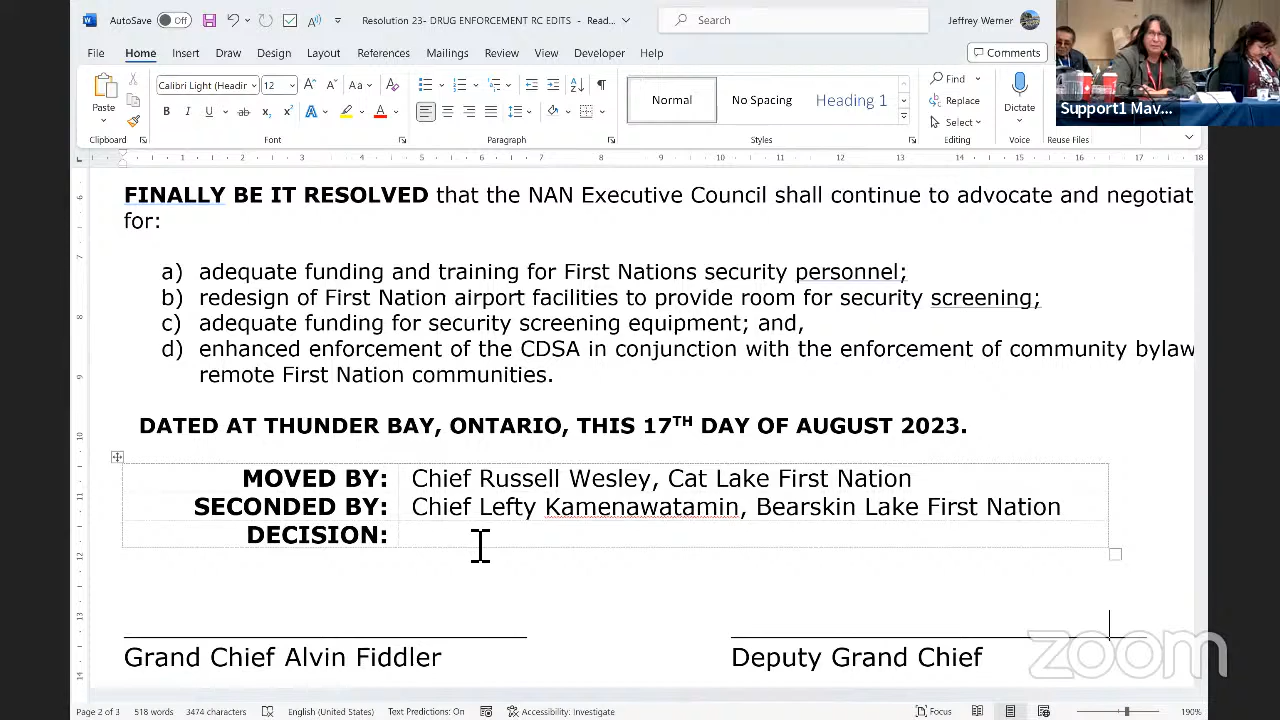 AutoSave Off
Resolution 23- DRUG ENFORCEMENT RC EDITS - Read...
Search
Jeffrey Werner
File Home Insert Draw Design Layout References Mailings Review View Developer Help
Comments
Paste
Calibri Light (Headir 12
Normal No Spacing Heading 1
Find
Replace
Select
Dictate
Clipboard Font Paragraph Styles Editing Voice Reuse Files
Support1 Mav...
FINALLY BE IT RESOLVED that the NAN Executive Council shall continue to advocate and negotiat
for:
a) adequate funding and training for First Nations security personnel;
b) redesign of First Nation airport facilities to provide room for security screening;
c) adequate funding for security screening equipment; and,
d) enhanced enforcement of the CDSA in conjunction with the enforcement of community bylaw
remote First Nation communities.
DATED AT THUNDER BAY, ONTARIO, THIS 17TH DAY OF AUGUST 2023.
MOVED BY: Chief Russell Wesley, Cat Lake First Nation
SECONDED BY: Chief Lefty Kamenawatamin, Bearskin Lake First Nation
DECISION:
Grand Chief Alvin Fiddler Deputy Grand Chief
zoom
Page 2 of 3 518 words 3474 characters English (United States) Text Predictions: On Accessibility: Investigate Focus 190%